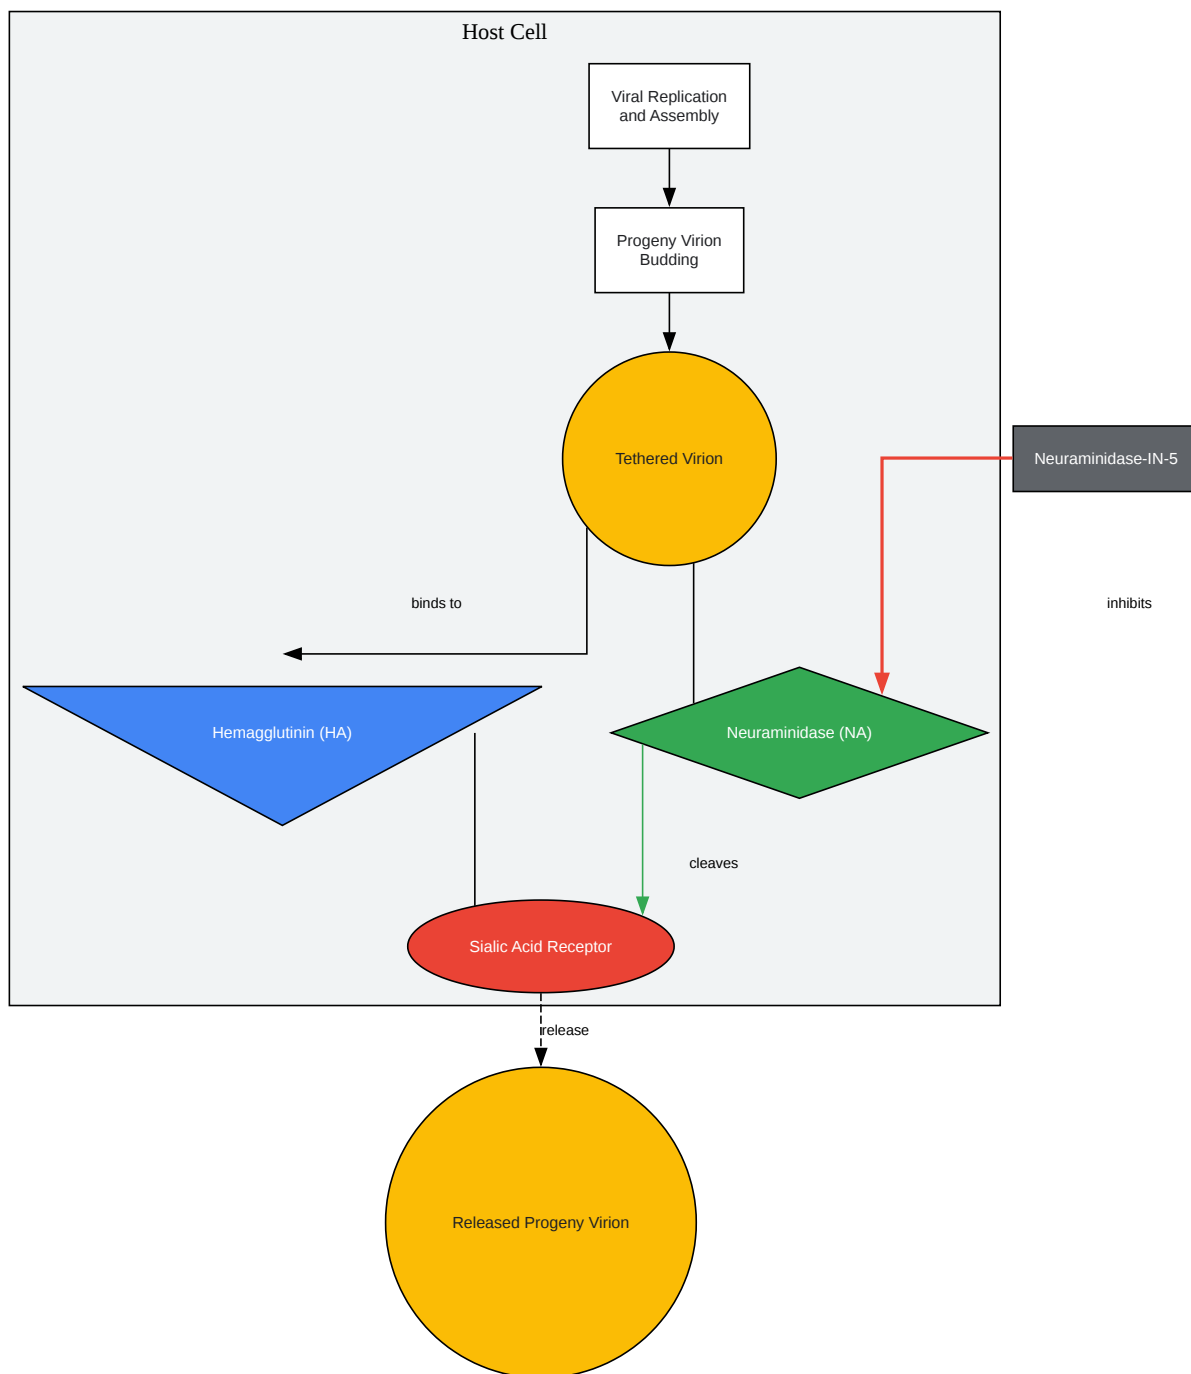 Host Cell
Viral Replication
and Assembly
Progeny Virion
Budding
Tethered Virion
Neuraminidase-IN-5
binds to
inhibits
Hemagglutinin (HA)
Neuraminidase (NA)
cleaves
Sialic Acid Receptor
release
Released Progeny Virion